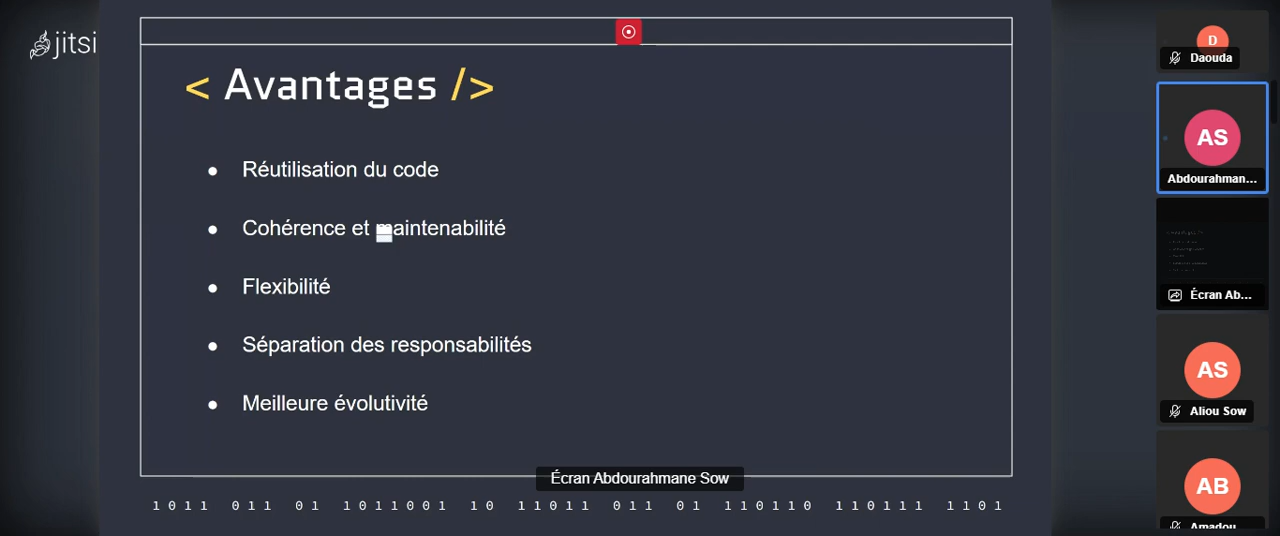 jitsi
< Avantages />
● Réutilisation du code
● Cohérence et maintenabilité
● Flexibilité
● Séparation des responsabilités
● Meilleure évolutivité
Écran Abdourahmane Sow
1011 011 01 1011001 10 11011 011 01 110110 110111 1101
D
Daouda
AS
Abdourahman...
Écran Ab...
AS
Aliou Sow
AB
Amadou